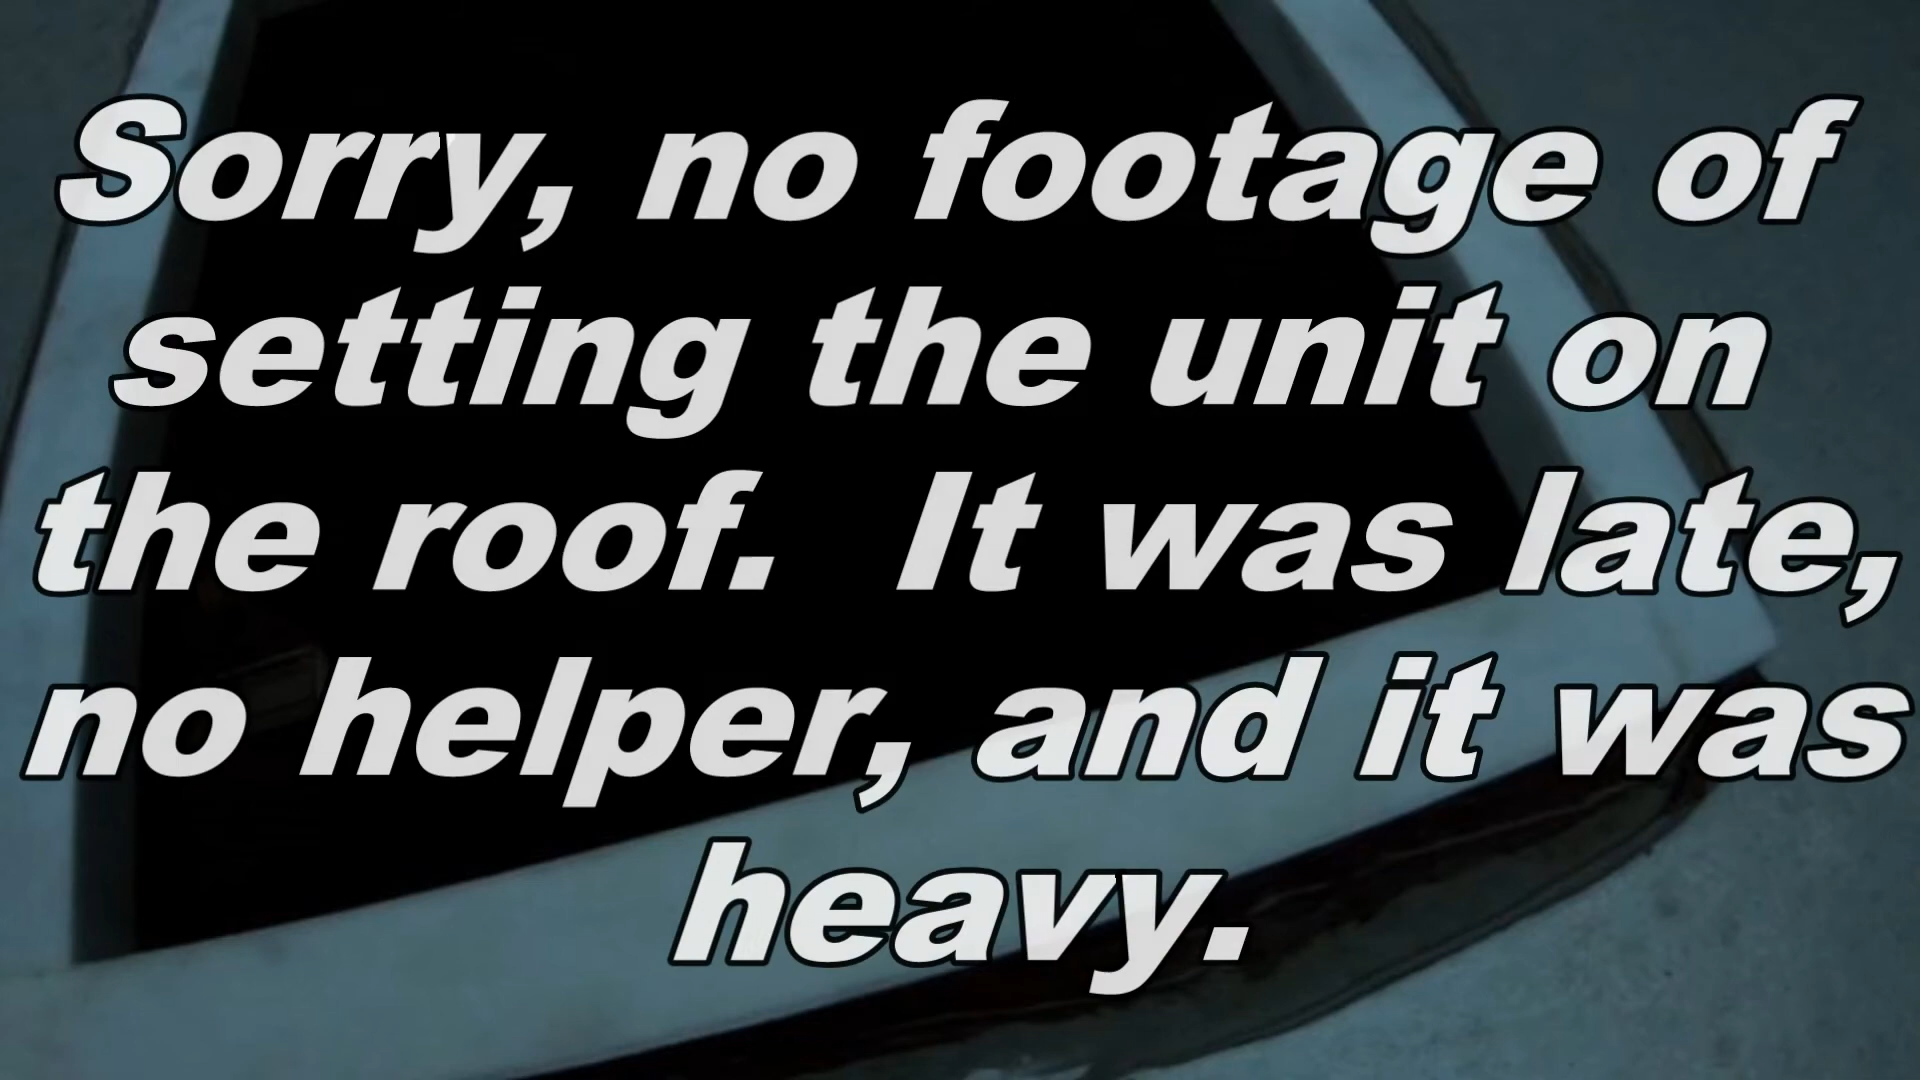 Sorry, no footage of
setting the unit on
the roof.  It was late,
no helper, and it was
heavy.